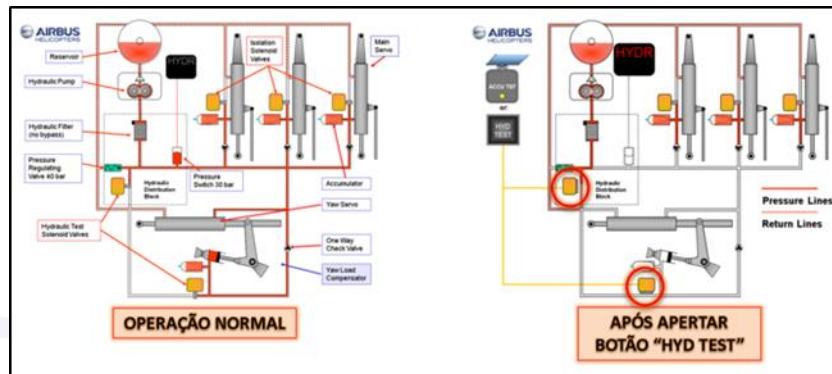 AIRBUS
HELICOPTERS
Reservoir
Hydraulic Pump
Hydraulic Filter
(no bypass)
Pressure
Regulating
Valve 40 bar
Hydraulic Test
Solenoid Valves
HYDR
Isolation
Solenoid
Valves
Main
Servo
Hydraulic
Distribution
Block
Pressure
Switch 30 bar
Accumulator
Yaw Servo
One Way
Check Valve
Yaw Load
Compensator
OPERAÇÃO NORMAL
AIRBUS
HELICOPTERS
ACCU TST
or:
HYD
TEST
HYDR
Hydraulic
Distribution
Block
Pressure Lines
Return Lines
APÓS APERTAR
BOTÃO “HYD TEST”